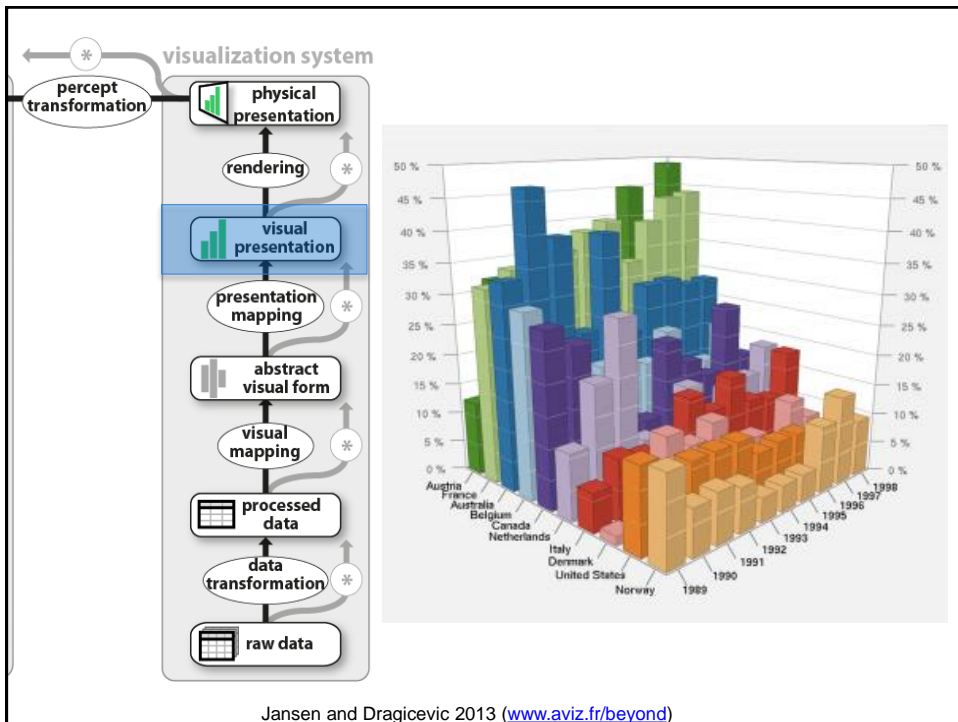 visualization system
*
percept
transformation
physical
presentation
rendering
*
visual
presentation
presentation
mapping
*
abstract
visual form
visual
mapping
*
processed
data
data
transformation
*
raw data
50 %
45 %
40 %
35 %
30 %
25 %
20 %
15 %
10 %
5 %
0 %
50 %
45 %
40 %
35 %
30 %
25 %
20 %
15 %
10 %
5 %
0 %
Austria
France
Australia
Belgium
Canada
Netherlands
Italy
Denmark
United States
Norway
1989
1990
1991
1992
1993
1994
1995
1996
1997
1998
Jansen and Dragicevic 2013 (www.aviz.fr/beyond)